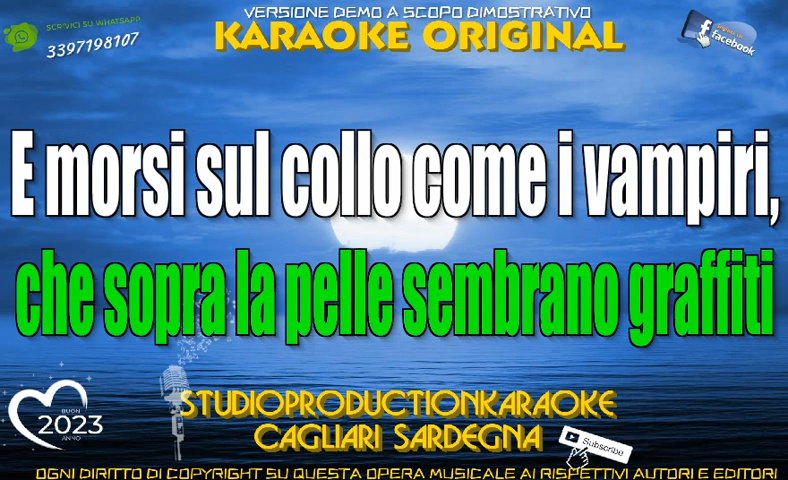 VERSIONE DEMO A SCOPO DIMOSTRATIVO
SCRIVICI SU WHATSAPP
3397198107
KARAOKE ORIGINAL
facebook
E morsi sul collo come i vampiri,
che sopra la pelle sembrano graffiti
BUON
2023
ANNO
STUDIOPRODUCTIONKARAOKE
CAGLIARI SARDEGNA
Subscribe
OGNI DIRITTO DI COPYRIGHT SU QUESTA OPERA MUSICALE AI RISPETTIVI AUTORI E EDITORI